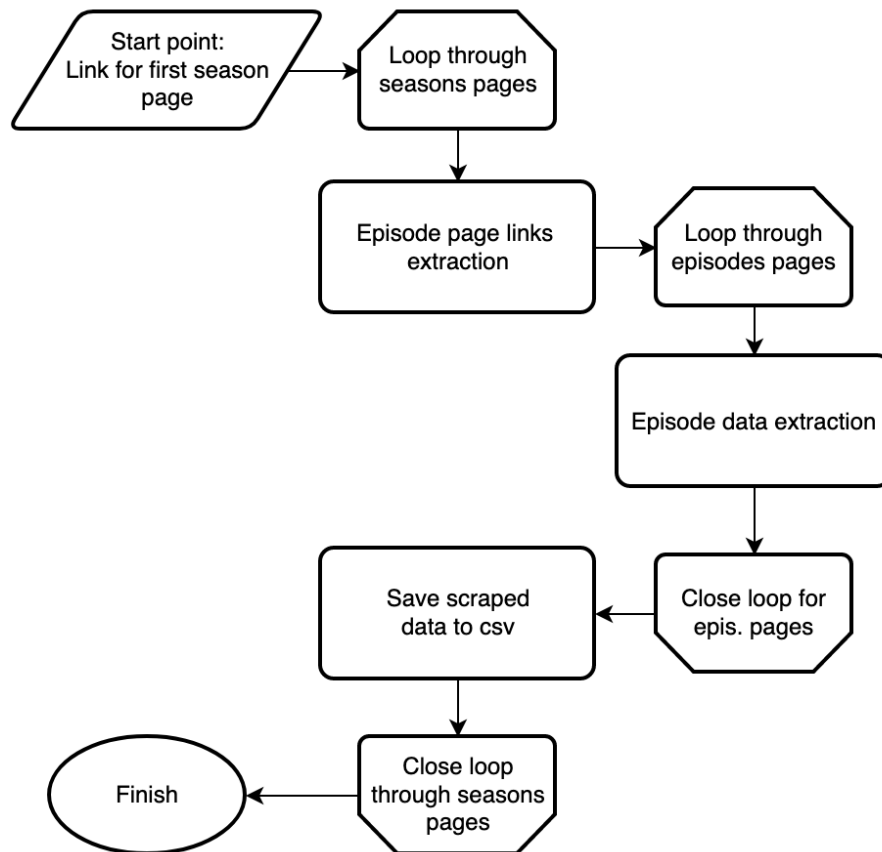 Start point:
Link for first season
page
Loop through
seasons pages
Episode page links
extraction
Loop through
episodes pages
Episode data extraction
Close loop for
epis. pages
Save scraped
data to csv
Close loop
through seasons
pages
Finish